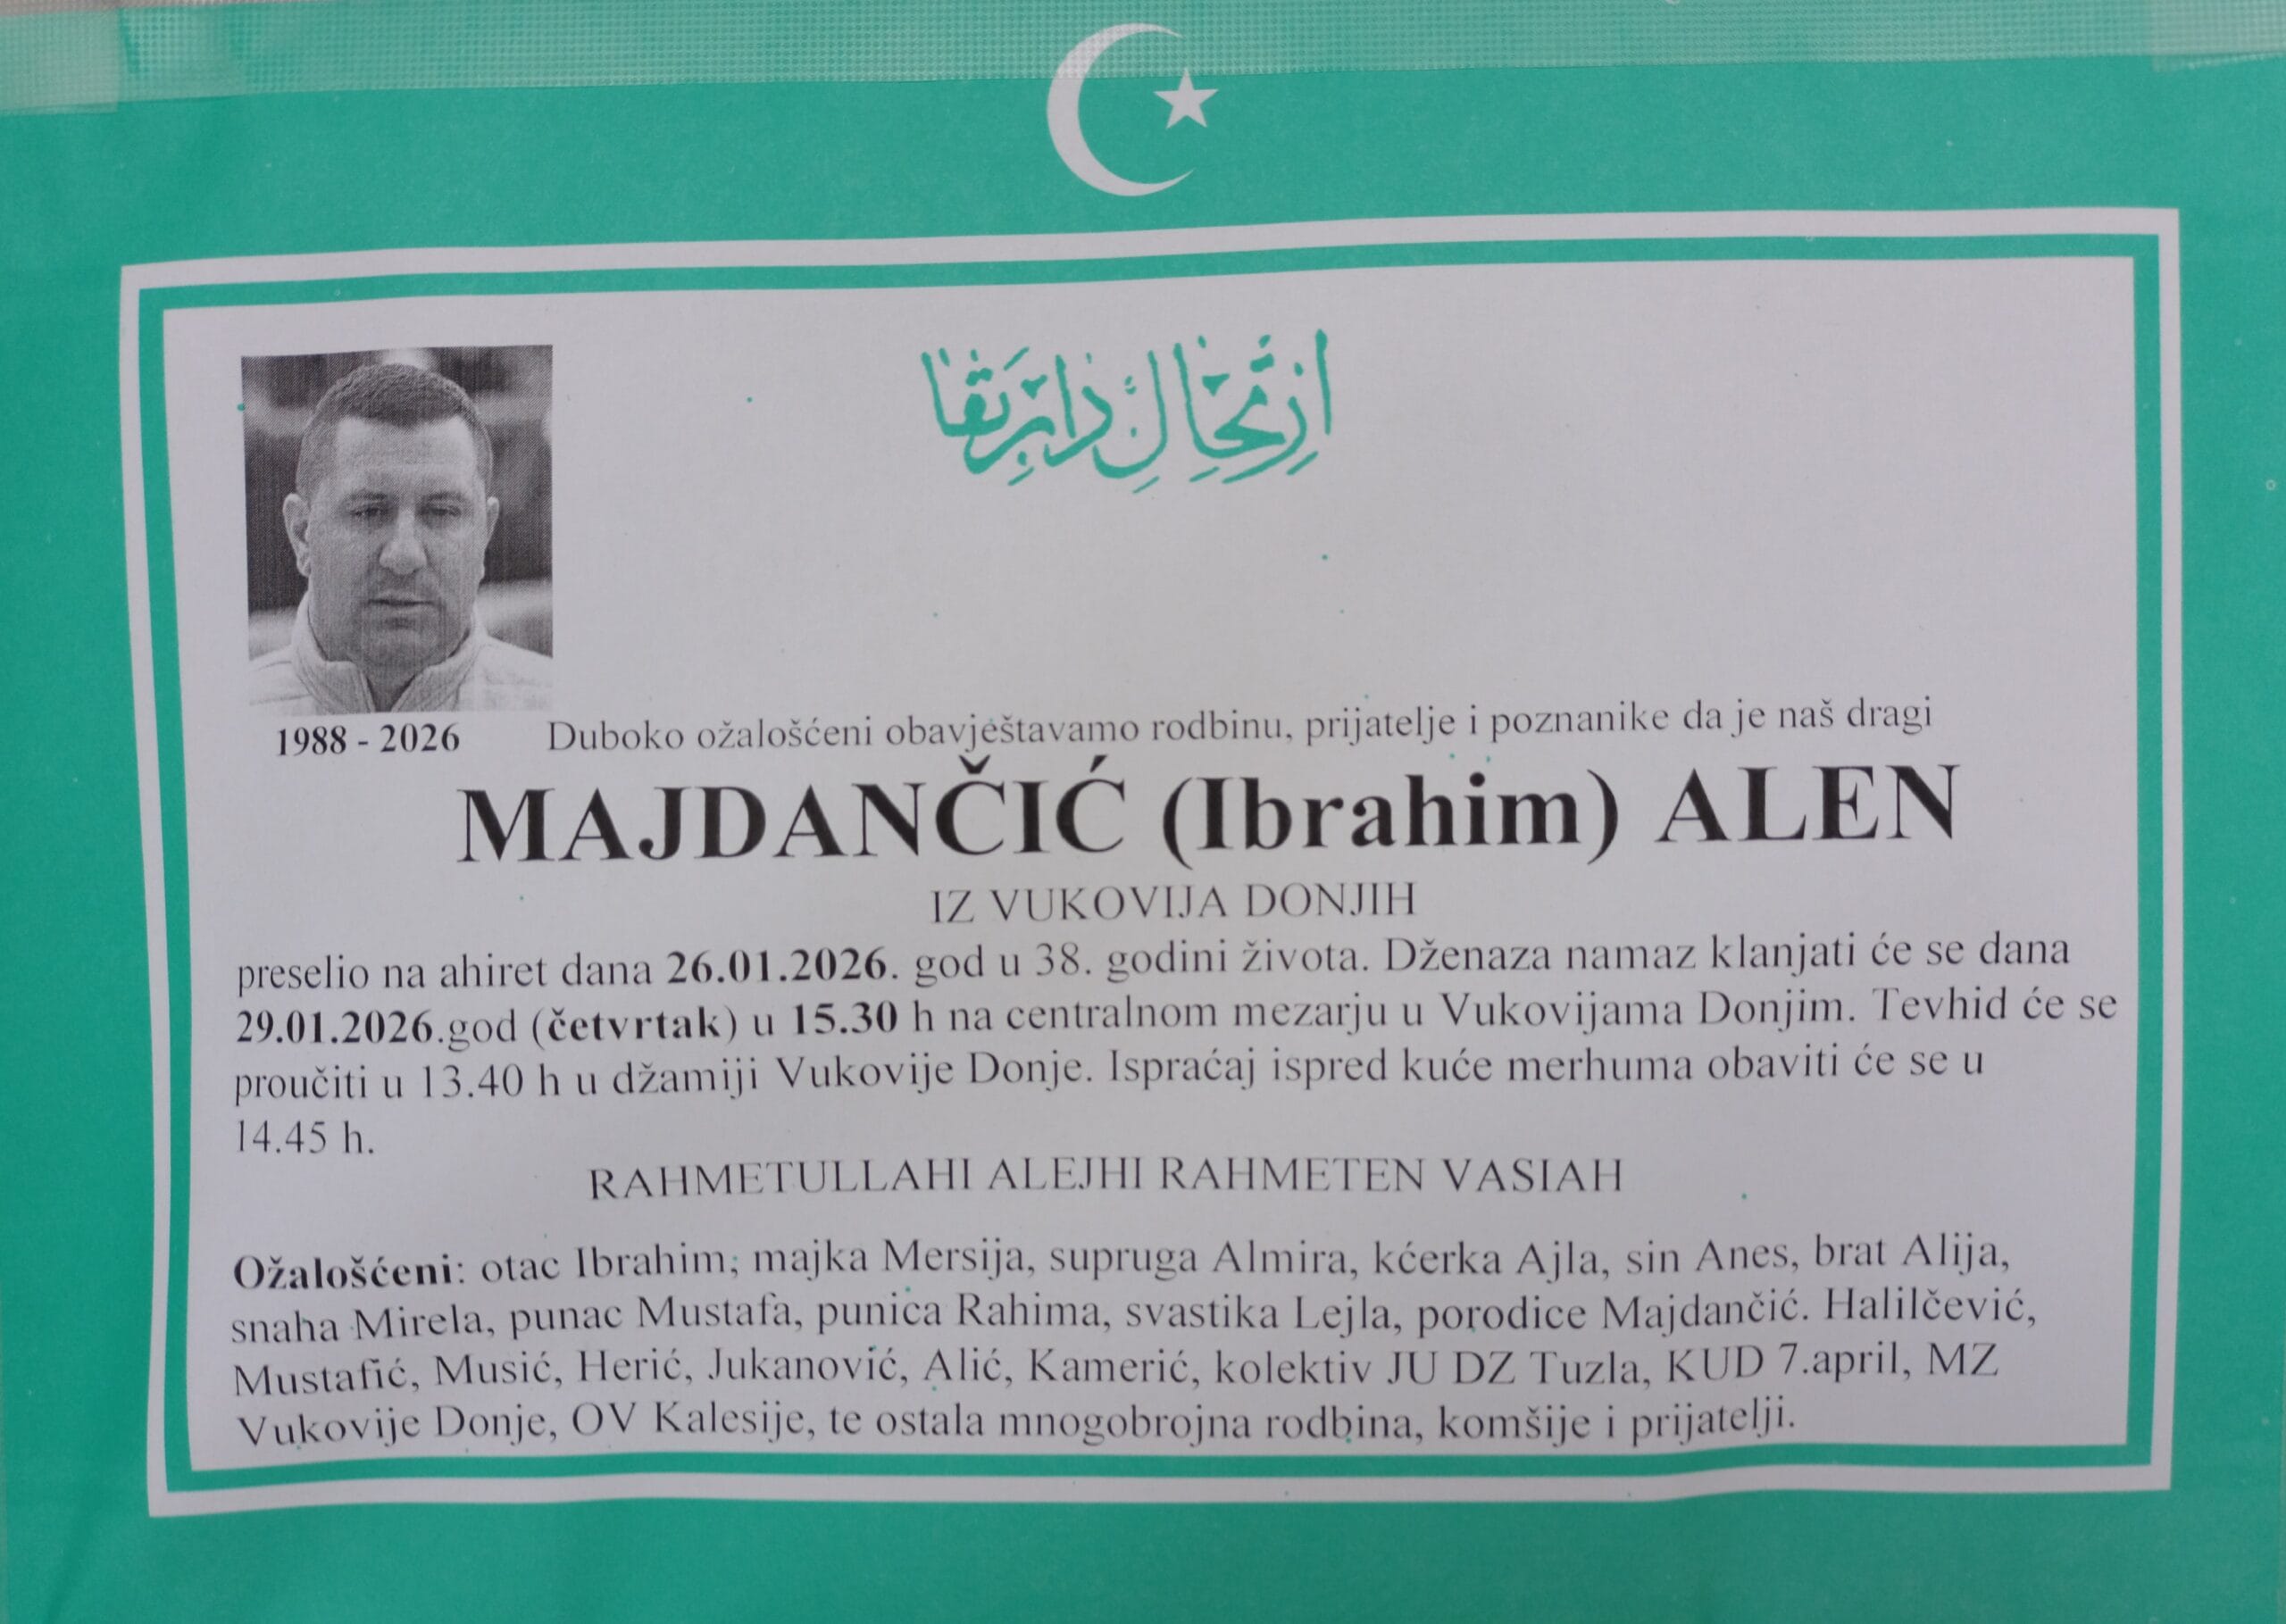 ارتحال دار بقا
1988 - 2026
Duboko ožalošćeni obavještavamo rodbinu, prijatelje i poznanike da je naš dragi
MAJDANČIĆ (Ibrahim) ALEN
IZ VUKOVIJA DONJIH
preselio na ahiret dana 26.01.2026. god u 38. godini života. Dženaza namaz klanjati će se dana
29.01.2026.god (četvrtak) u 15.30 h na centralnom mezarju u Vukovijama Donjim. Tevhid će se
proučiti u 13.40 h u džamiji Vukovije Donje. Ispraćaj ispred kuće merhuma obaviti će se u
14.45 h.
RAHMETULLAHI ALEJHI RAHMETEN VASIAH
Ožalošćeni: otac Ibrahim; majka Mersija, supruga Almira, kćerka Ajla, sin Anes, brat Alija,
snaha Mirela, punac Mustafa, punica Rahima, svastika Lejla, porodice Majdančić. Halilčević,
Mustafić, Musić, Herić, Jukanović, Alić, Kamerić, kolektiv JU DZ Tuzla, KUD 7.april, MZ
Vukovije Donje, OV Kalesije, te ostala mnogobrojna rodbina, komšije i prijatelji.